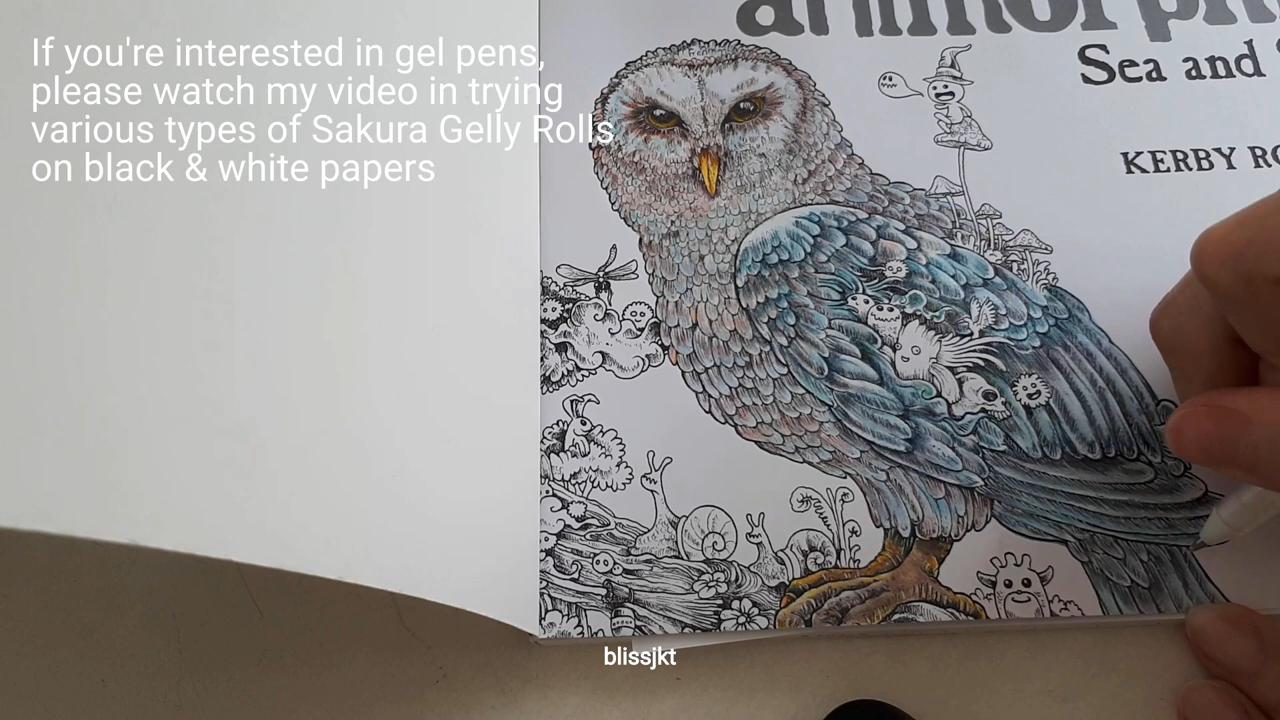 If you're interested in gel pens,
please watch my video in trying
various types of Sakura Gelly Rolls
on black & white papers
Sea and
KERBY
blissjkt